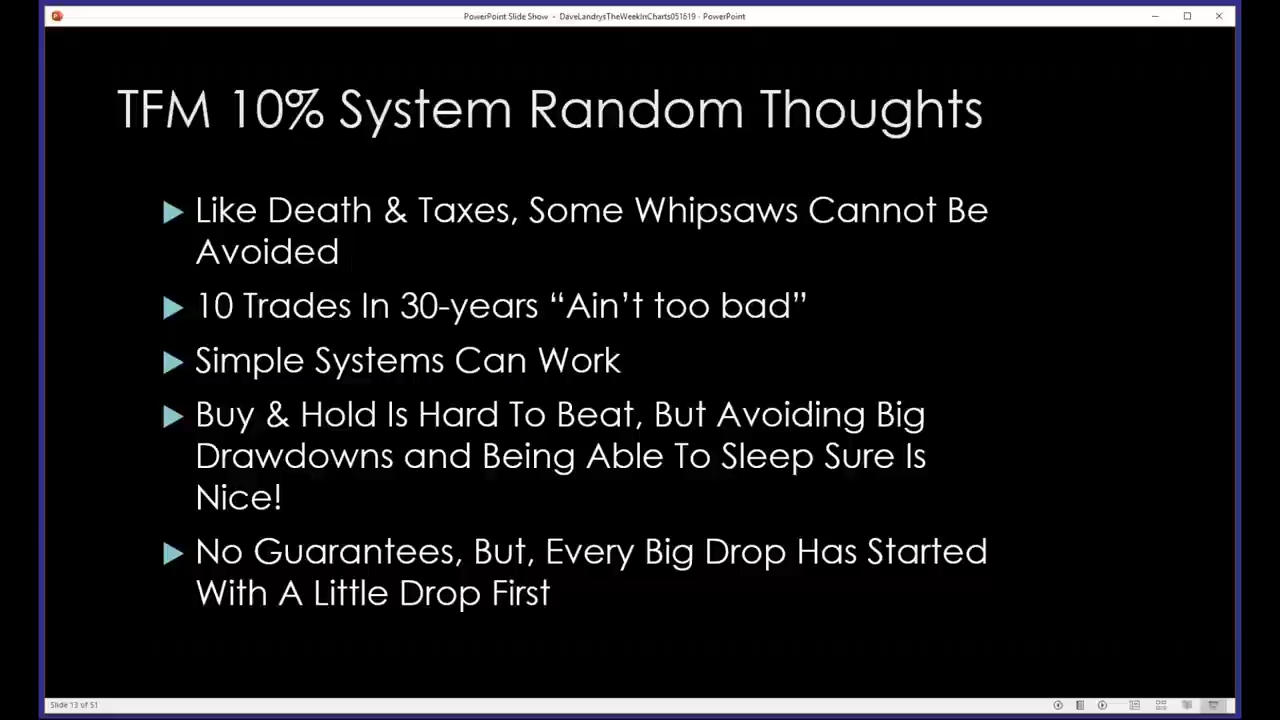 PowerPoint Slide Show - DaveLandrysTheWeekInCharts051619 - PowerPoint
TFM 10% System Random Thoughts
Like Death & Taxes, Some Whipsaws Cannot Be
Avoided
10 Trades In 30-years “Ain’t too bad”
Simple Systems Can Work
Buy & Hold Is Hard To Beat, But Avoiding Big
Drawdowns and Being Able To Sleep Sure Is
Nice!
No Guarantees, But, Every Big Drop Has Started
With A Little Drop First
Slide 13 of 51